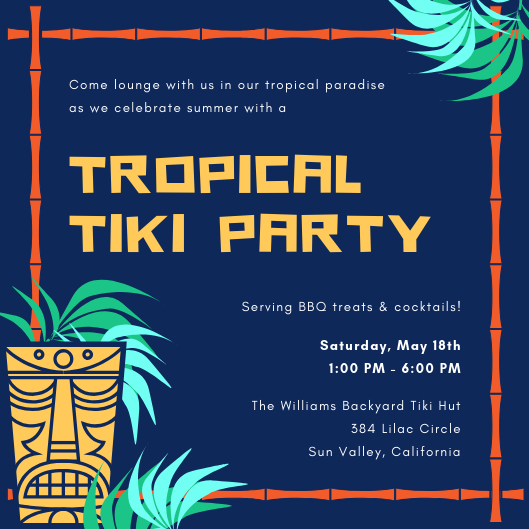 Come lounge with us in our tropical paradise
as we celebrate summer with a
TROPICAL
TIKI PARTY
Serving BBQ treats & cocktails!
Saturday, May 18th
1:00 PM - 6:00 PM
The Williams Backyard Tiki Hut
384 Lilac Circle
Sun Valley, California